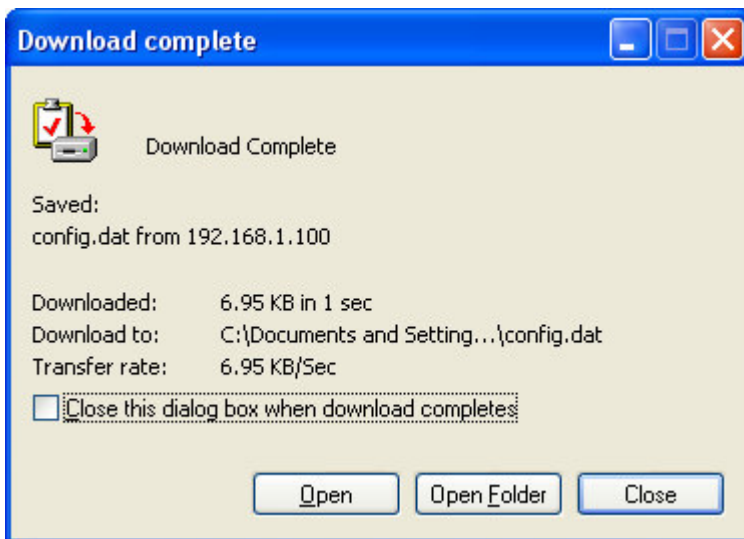 Download complete
Download Complete
Saved:
config.dat from 192.168.1.100
Downloaded: 6.95 KB in 1 sec
Download to: C:\Documents and Setting...\config.dat
Transfer rate: 6.95 KB/Sec
Close this dialog box when download completes
Open Open Folder Close